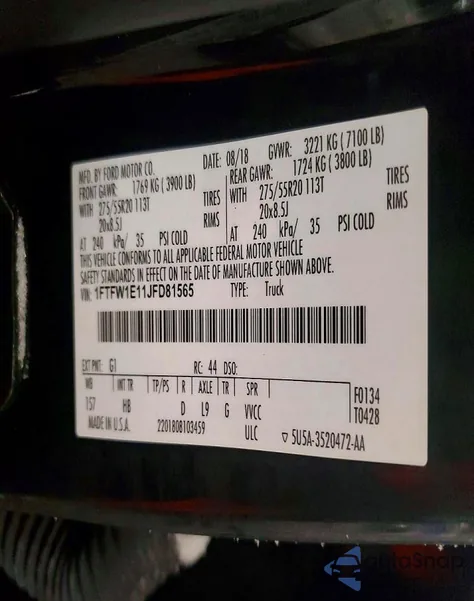 MFD. BY FORD MOTOR CO.
DATE: 08/18
GVWR: 3221 KG ( 7100 LB)
FRONT GAWR: 1769 KG (3900 LB)
REAR GAWR: 1724 KG ( 3800 LB)
WITH 275/55R20 113T TIRES
20x8.5J RIMS
AT 240 kPa/ 35 PSI COLD
WITH 275/55R20 113T TIRES
20x8.5J RIMS
AT 240 kPa/ 35 PSI COLD
THIS VEHICLE CONFORMS TO ALL APPLICABLE FEDERAL MOTOR VEHICLE
SAFETY STANDARDS IN EFFECT ON THE DATE OF MANUFACTURE SHOWN ABOVE.
VIN: 1FTFW1E11JFD81565 TYPE: Truck
EXT PNT: G1 RC: 44 DSO:
WB INT TR TP/PS R AXLE TR SPR
157 HB D L9 G VVCC
F0134
T0428
MADE IN U.S.A. 2201808103459 ULC
5U5A-3520472-AA
AutoSnap